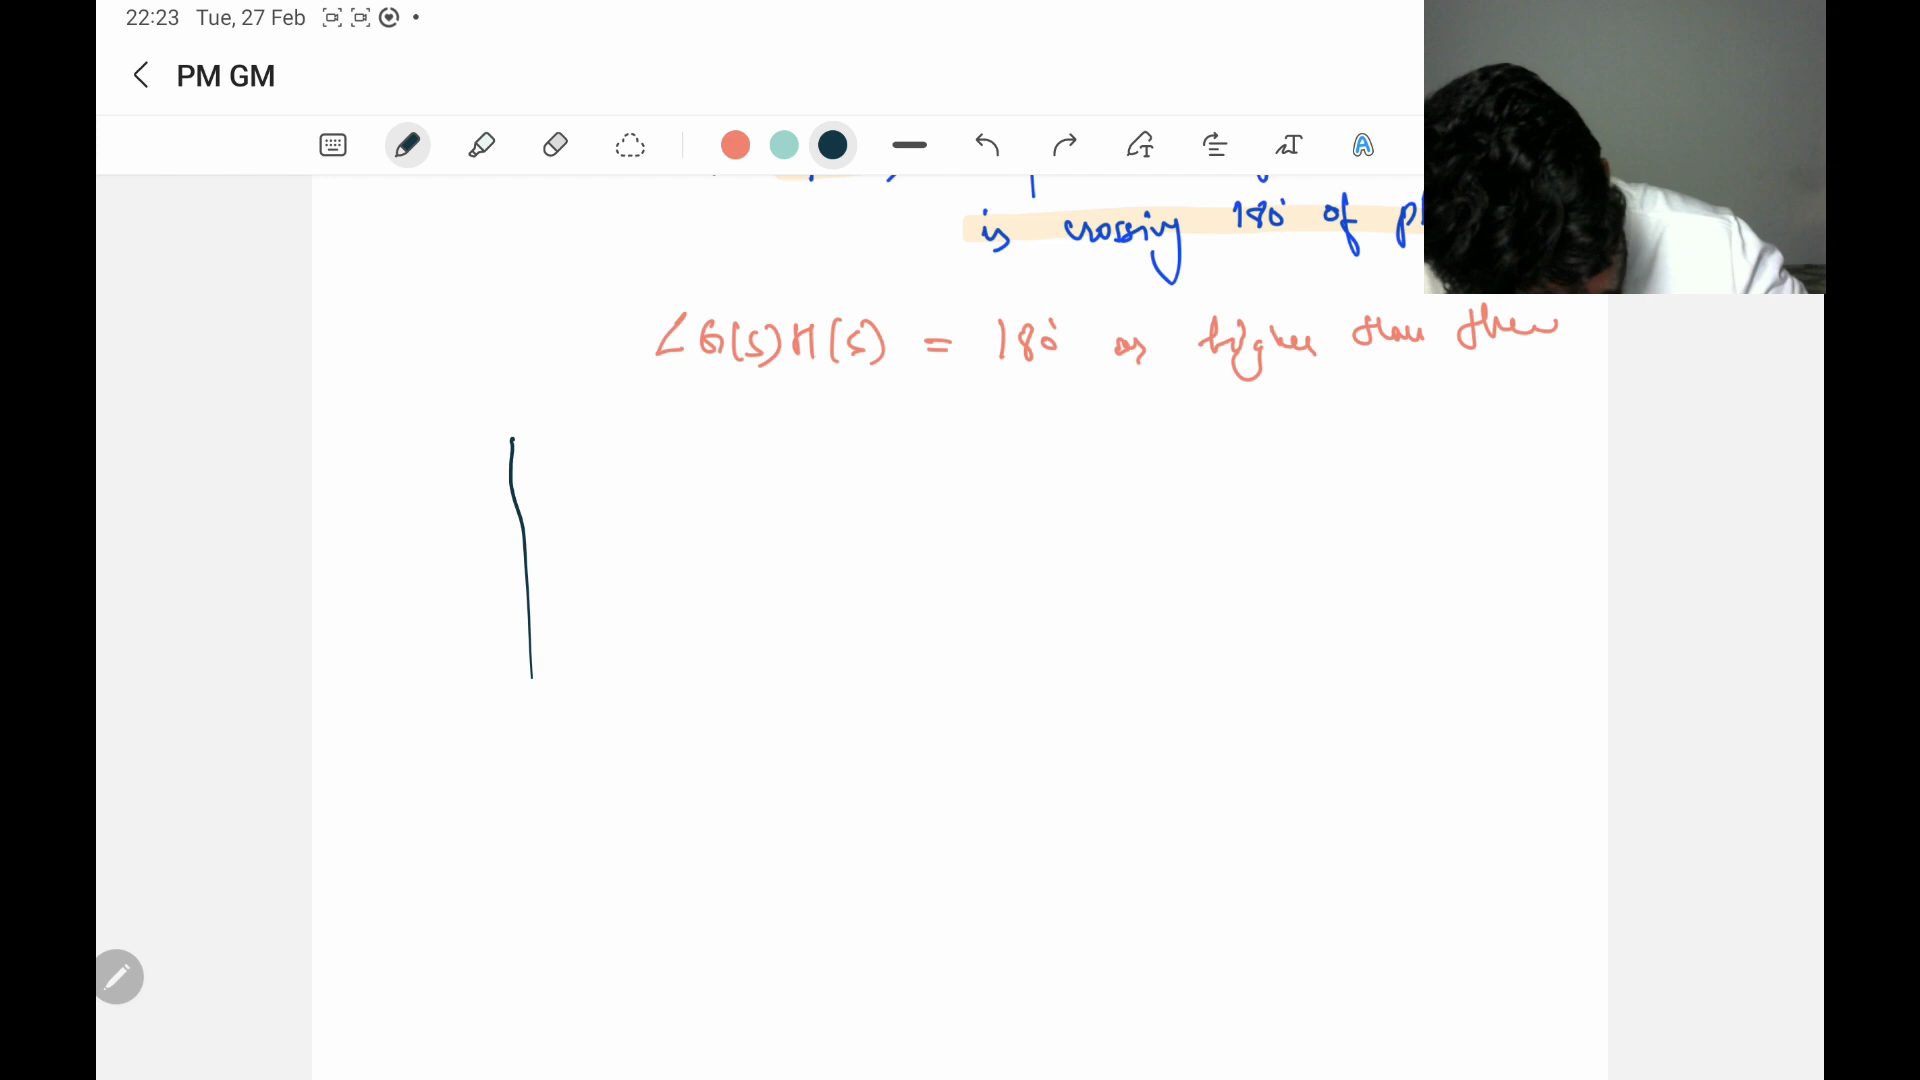 22:23 Tue, 27 Feb
PM GM
is crossing 180° of
∠G(s)H(s) = 180° or higher than then